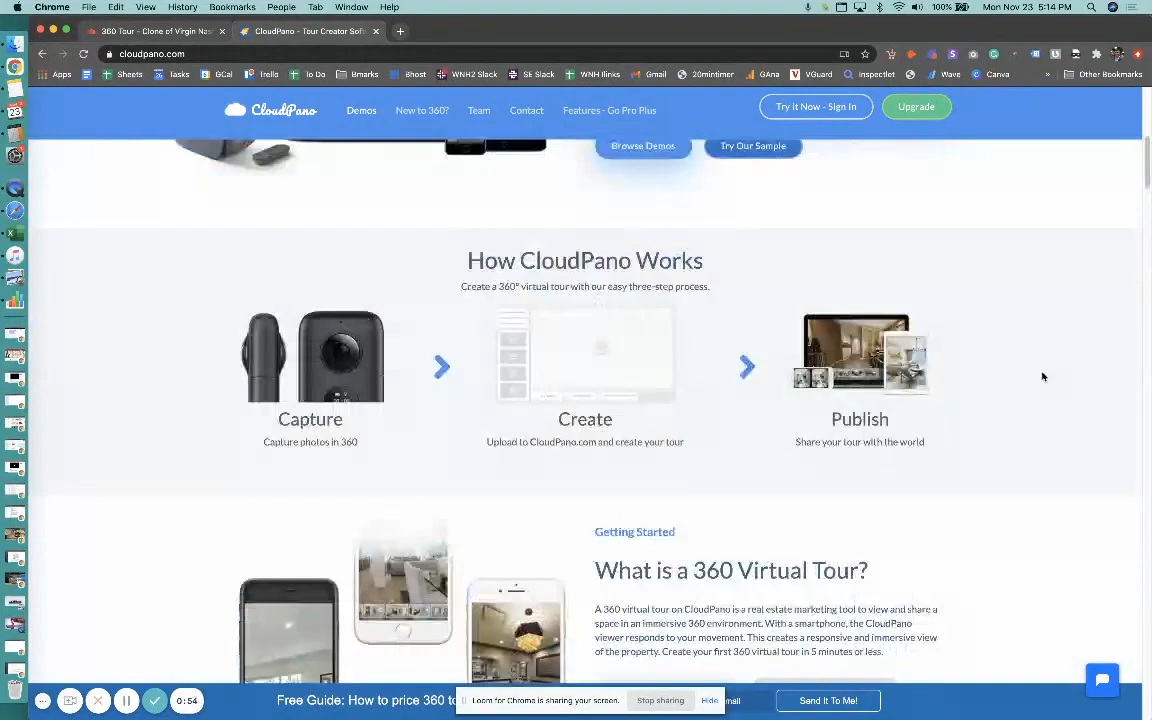 Chrome File Edit View History Bookmarks People Tab Window Help 100% Mon Nov 23 5:14 PM
360 Tour - Clone of Virgin Nas CloudPano - Tour Creator Soft
cloudpano.com
Apps Sheets Tasks GCal Trello To Do Bmarks Bhost WNH2 Slack SE Slack WNH Ilinks Gmail 20mintimer GAna VGuard Inspectlet Wave Canva » Other Bookmarks
CloudPano Demos New to 360? Team Contact Features - Go Pro Plus Try it Now - Sign In Upgrade
Browse Demos Try Our Sample
How CloudPano Works
Create a 360° virtual tour with our easy three-step process.
Capture Create Publish
Capture photos in 360 Upload to CloudPano.com and create your tour Share your tour with the world
Getting Started
What is a 360 Virtual Tour?
A 360 virtual tour on CloudPano is a real estate marketing tool to view and share a
space in an immersive 360 environment. With a smartphone, the CloudPano
viewer responds to your movement. This creates a responsive and immersive view
of the property. Create your first 360 virtual tour in 5 minutes or less.
0:54 Free Guide: How to price 360 to Loom for Chrome is sharing your screen. Stop sharing Hide mail Send It To Me!